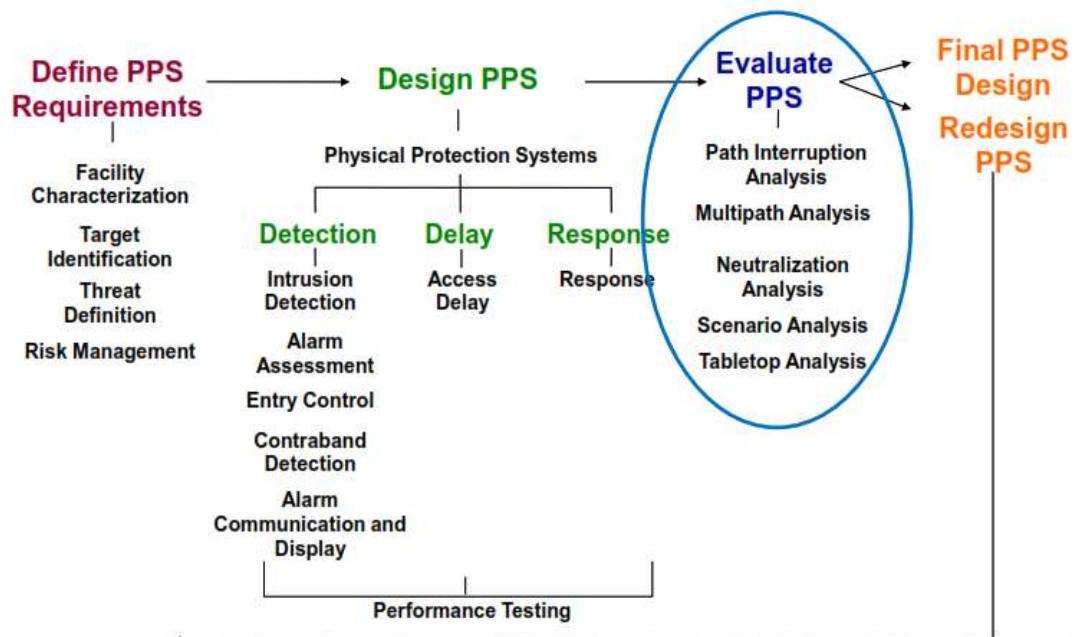 Define PPS
Requirements
Facility
Characterization
Target
Identification
Threat
Definition
Risk Management
Design PPS
Physical Protection Systems
Detection
Intrusion
Detection
Alarm
Assessment
Entry Control
Contraband
Detection
Alarm
Communication and
Display
Delay
Access
Delay
Response
Response
Performance Testing
Evaluate
PPS
Path Interruption
Analysis
Multipath Analysis
Neutralization
Analysis
Scenario Analysis
Tabletop Analysis
Final PPS
Design
Redesign
PPS